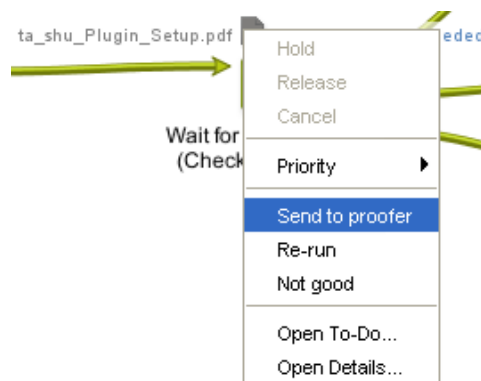 ta_shu_Plugin_Setup.pdf
Hold
Release
Cancel
Wait for
(Check
Priority
Send to proofer
Re-run
Not good
Open To-Do...
Open Details...